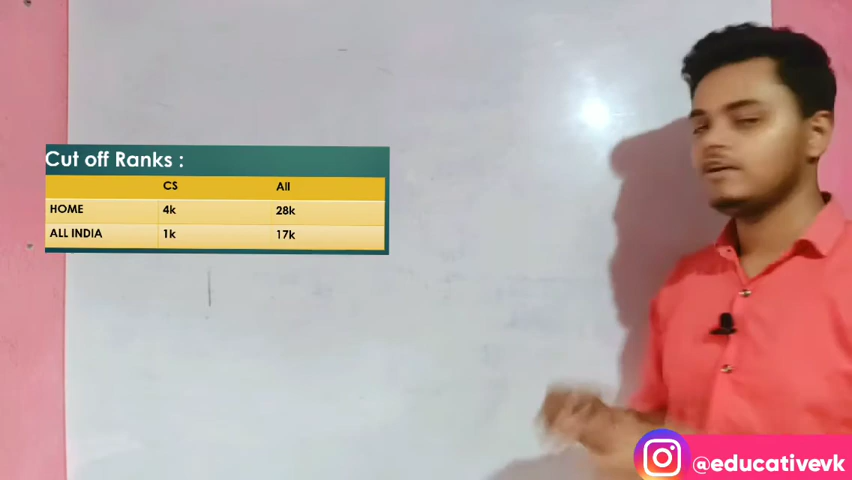 Cut off Ranks :
CS All
HOME 4k 28k
ALL INDIA 1k 17k
@educativevk